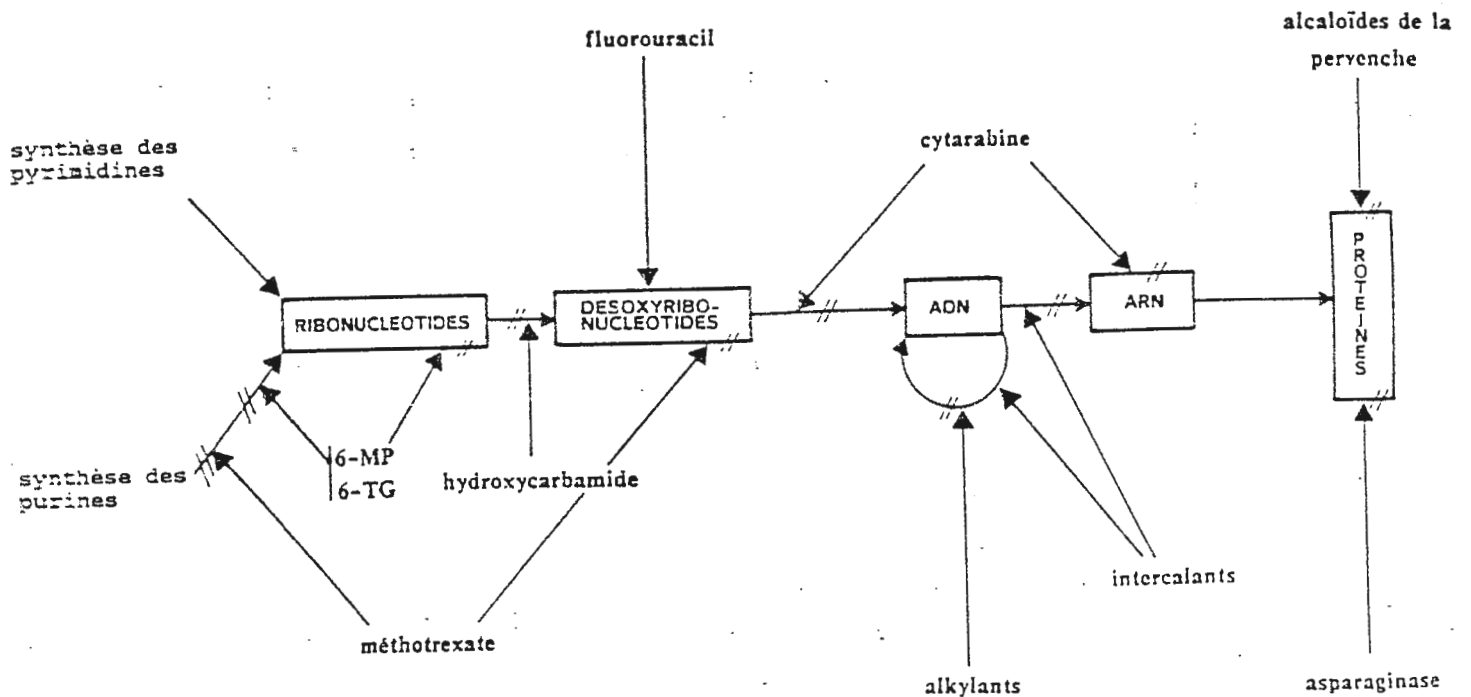 fluorouracil
alcaloïdes de la
pervenche
synthèse des
pyrimidines
cytarabine
RIBONUCLEOTIDES
DESOXYRIBO-
NUCLEOTIDES
ADN
ARN
PROTEINES
synthèse des
purines
6-MP
6-TG
hydroxycarbamide
méthotrexate
intercalants
alkylants
asparaginase